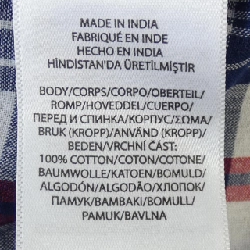 MADE IN INDIA
FABRIQUÉ EN INDE
HECHO EN INDIA
HİNDİSTAN'DA ÜRETİLMİŞTİR
BODY/CORPS/CORPO/OBERTEIL/
ROMP/HOVEDDEL/CUERPO/
ПЕРЕД И СПИНКА/ΚΟΡΠΥΣ/ΣΩΜΑ/
BRUK (KROPP)/ANVÄND (KROPP)/
BEDEN/VRCHNÍ ČÁST:
100% COTTON/COTON/COTONE/
BAUMWOLLE/KATOEN/BOMULD/
ALGODÓN/ALGODÃO/ХЛОПОК
ПАМУК/ΒΑΜΒΑΚΙ/BOMULL/
PAMUK/BAVLNA